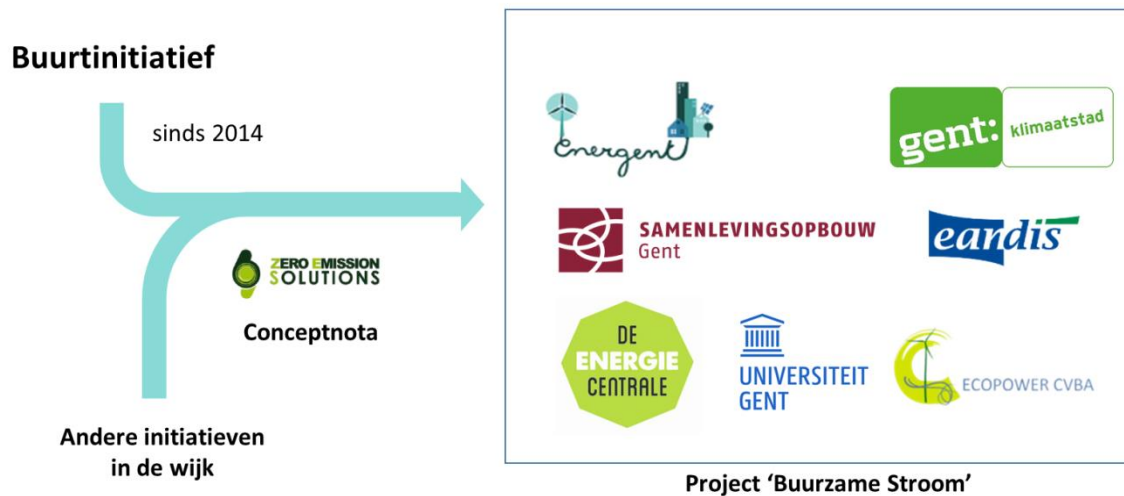 Buurtinitiatief
sinds 2014
ZERO EMISSION
SOLUTIONS
Conceptnota
Andere initiatieven
in de wijk
Energent
gent:
klimaatstad
SAMENLEVINGSOPBOUW
Gent
eandis
DE
ENERGIE
CENTRALE
UNIVERSITEIT
GENT
ECOPOWER CVBA
Project ‘Buurzame Stroom’